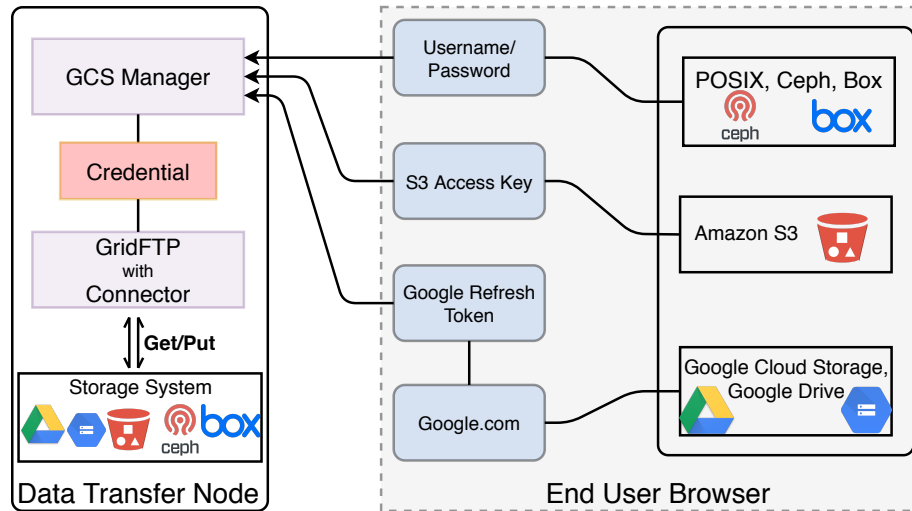 GCS Manager
Credential
GridFTP
with
Connector
Get/Put
Storage System
ceph
box
Data Transfer Node
Username/
Password
S3 Access Key
Google Refresh
Token
Google.com
POSIX, Ceph, Box
ceph
box
Amazon S3
Google Cloud Storage,
Google Drive
End User Browser